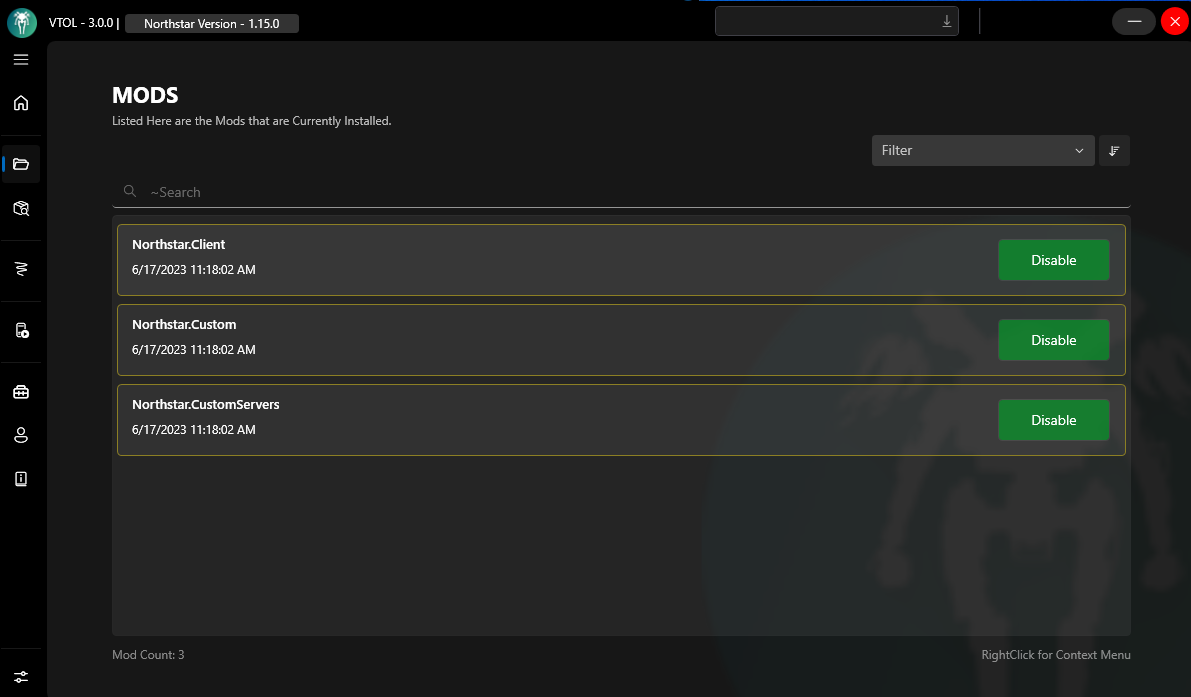 VTOL - 3.0.0 |
Northstar Version - 1.15.0
MODS
Listed Here are the Mods that are Currently Installed.
Filter
~Search
Northstar.Client
6/17/2023 11:18:02 AM
Disable
Northstar.Custom
6/17/2023 11:18:02 AM
Disable
Northstar.CustomServers
6/17/2023 11:18:02 AM
Disable
Mod Count: 3
RightClick for Context Menu